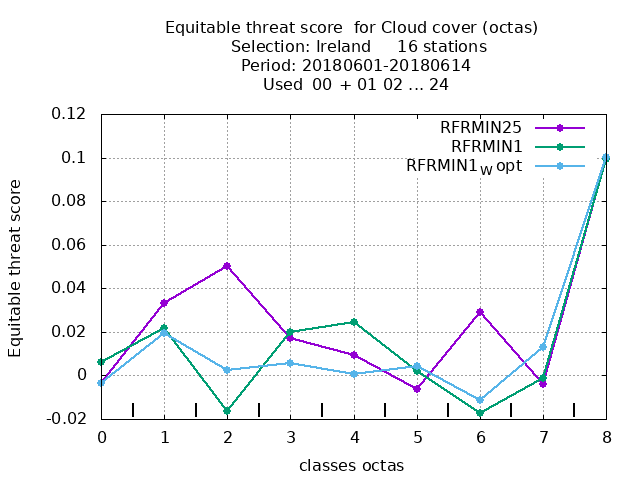 Equitable threat score  for Cloud cover (octas)
Selection: Ireland     16 stations
Period: 20180601-20180614
Used  00 + 01 02 ... 24
RFRMIN25
RFRMIN1
RFRMIN1W opt
Equitable threat score
0.12
0.1
0.08
0.06
0.04
0.02
0
-0.02
0 1 2 3 4 5 6 7 8
classes octas